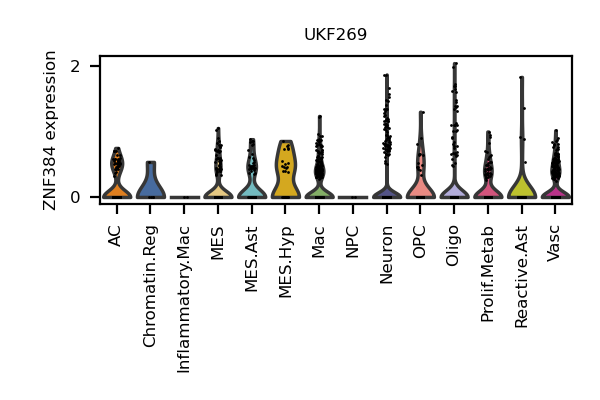 UKF269
ZNF384 expression
2
0
AC
Chromatin.Reg
Inflammatory.Mac
MES
MES.Ast
MES.Hyp
Mac
NPC
Neuron
OPC
Oligo
Prolif.Metab
Reactive.Ast
Vasc